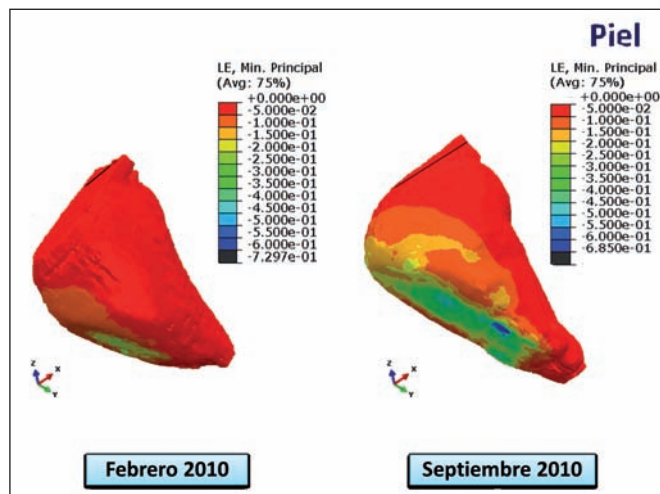 Piel
LE, Min. Principal
(Avg: 75%)
+0.000e+00
-5.000e-02
-1.000e-01
-1.500e-01
-2.000e-01
-2.500e-01
-3.000e-01
-3.500e-01
-4.000e-01
-4.500e-01
-5.000e-01
-5.500e-01
-6.000e-01
-7.297e-01
LE, Min. Principal
(Avg: 75%)
+0.000e+00
-5.000e-02
-1.000e-01
-1.500e-01
-2.000e-01
-2.500e-01
-3.000e-01
-3.500e-01
-4.000e-01
-4.500e-01
-5.000e-01
-5.500e-01
-6.000e-01
-6.850e-01
Z
X
Y
Z
X
Y
Febrero 2010
Septiembre 2010